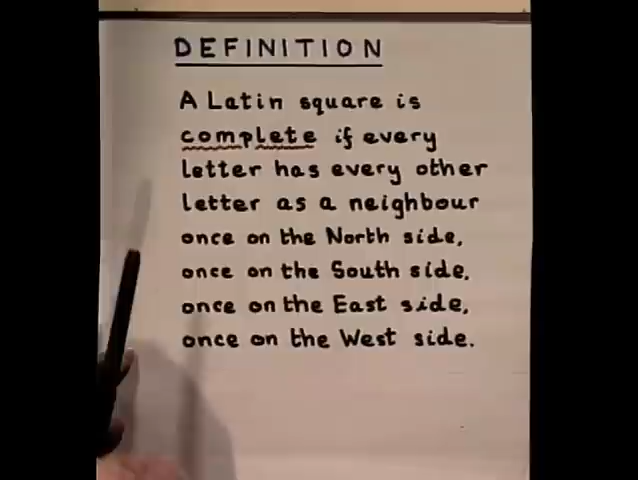 DEFINITION
A Latin square is
complete if every
letter has every other
letter as a neighbour
once on the North side,
once on the South side,
once on the East side,
once on the West side.